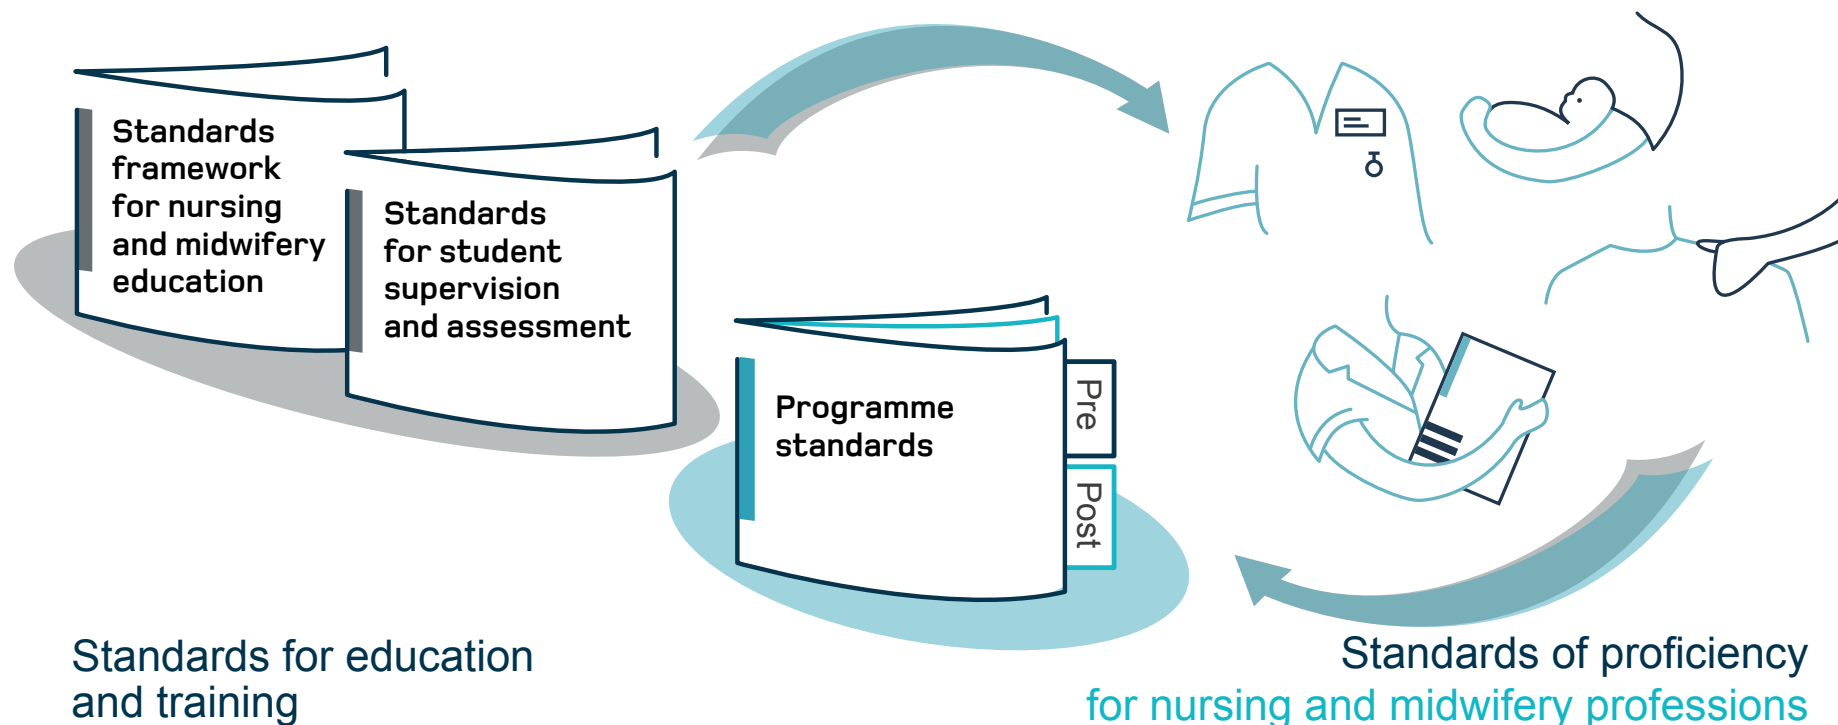 Standards
framework
for nursing
and midwifery
education
Standards
for student
supervision
and assessment
Programme
standards
Pre
Post
Standards for education
and training
Standards of proficiency
for nursing and midwifery professions